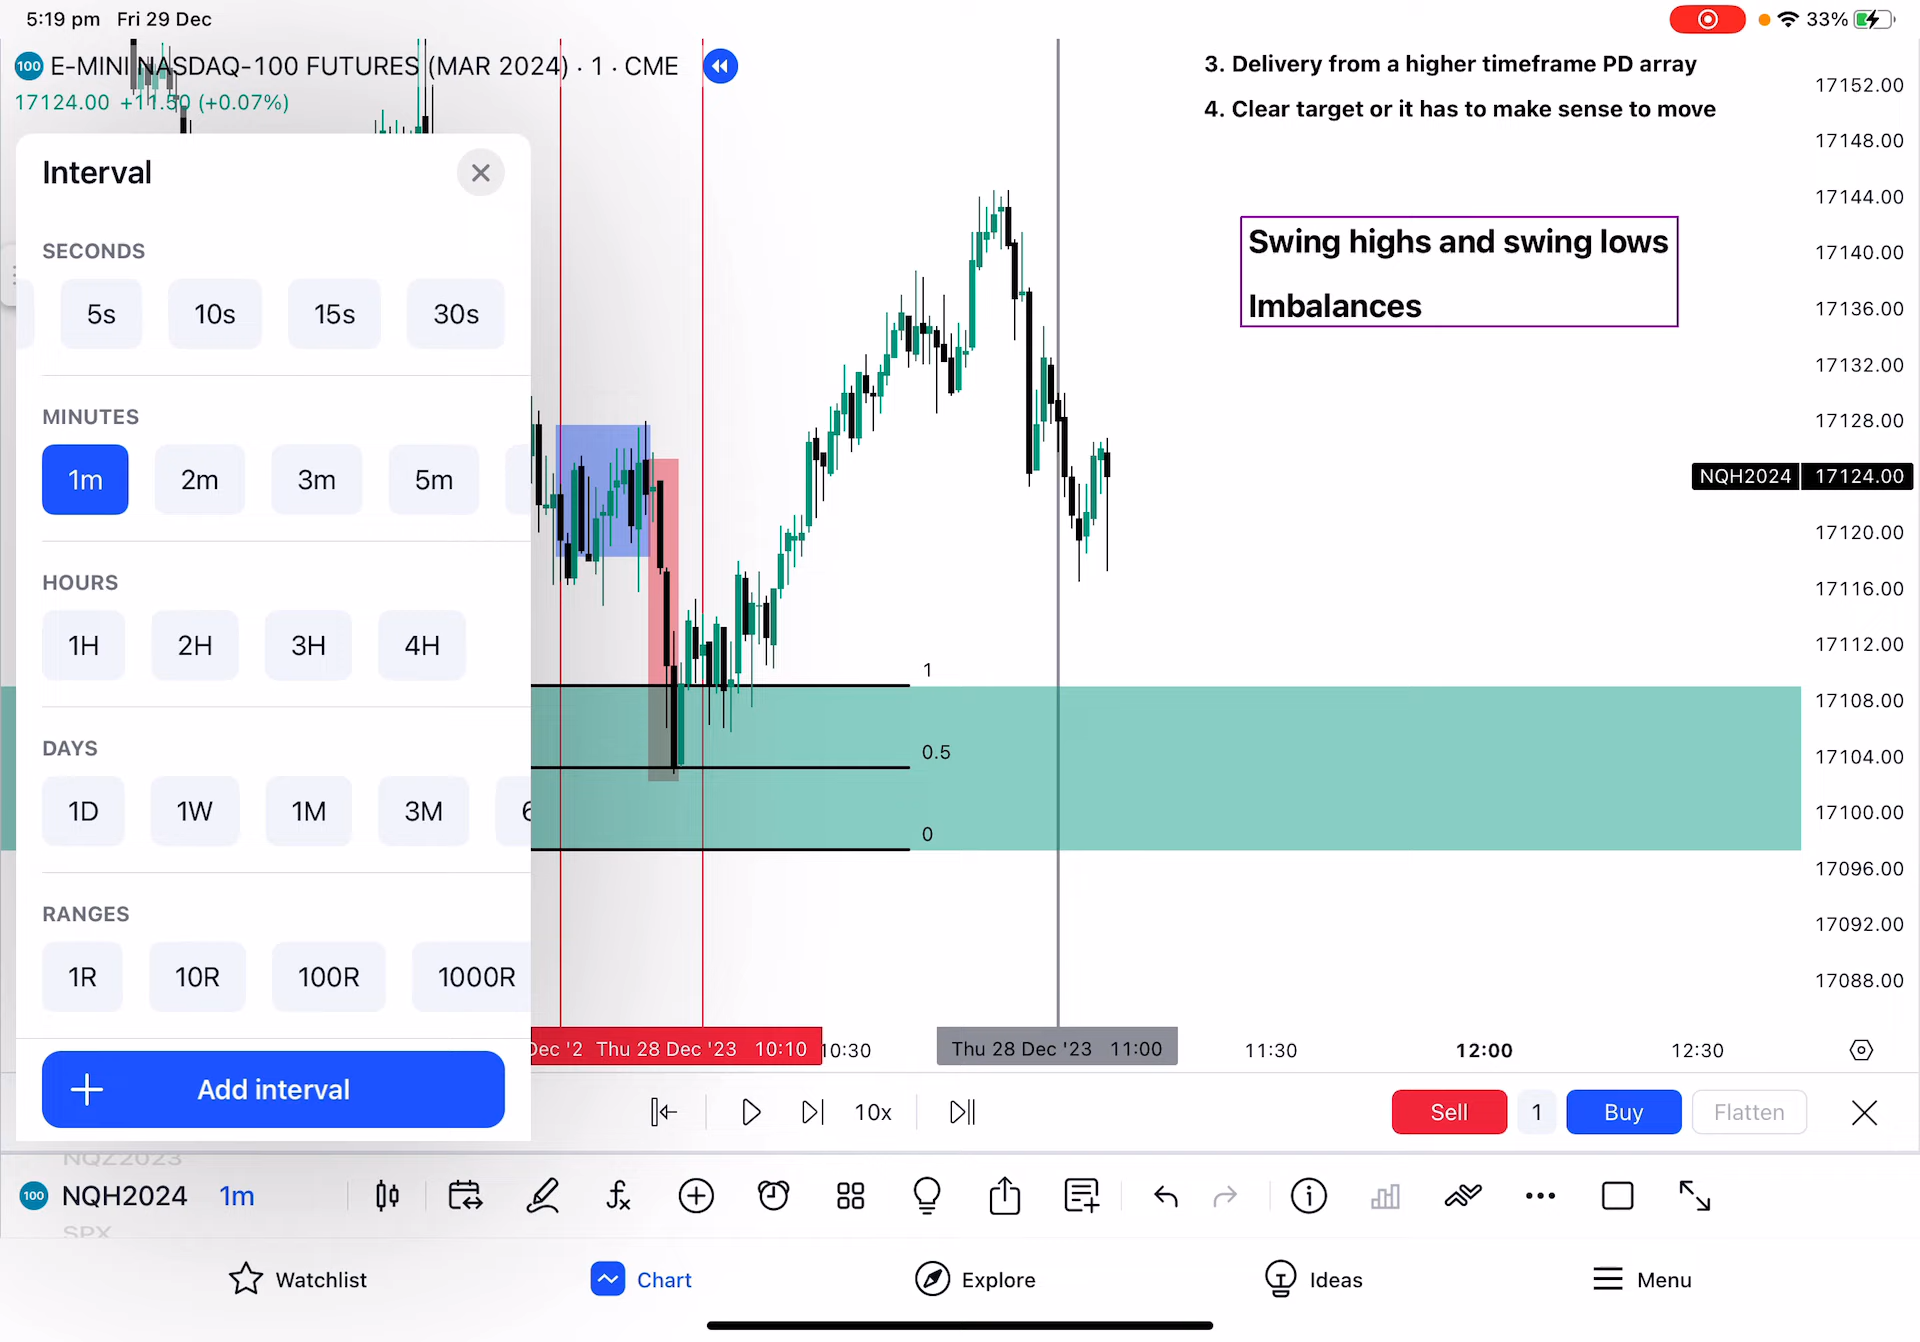 5:19 pm Fri 29 Dec
33%
100 E-MINI NASDAQ-100 FUTURES (MAR 2024) · 1 · CME
17124.00 +11.50 (+0.07%)
3. Delivery from a higher timeframe PD array
4. Clear target or it has to make sense to move
Swing highs and swing lows
Imbalances
Interval
SECONDS
5s 10s 15s 30s
MINUTES
1m 2m 3m 5m
HOURS
1H 2H 3H 4H
DAYS
1D 1W 1M 3M 6
RANGES
1R 10R 100R 1000R
Add interval
1
0.5
0
17152.00
17148.00
17144.00
17140.00
17136.00
17132.00
17128.00
NQH2024 17124.00
17120.00
17116.00
17112.00
17108.00
17104.00
17100.00
17096.00
17092.00
17088.00
Dec '2 Thu 28 Dec '23 10:10 10:30 Thu 28 Dec '23 11:00 11:30 12:00 12:30
10x
Sell 1 Buy Flatten
NQZ2023
100 NQH2024 1m
SPX
Watchlist Chart Explore Ideas Menu